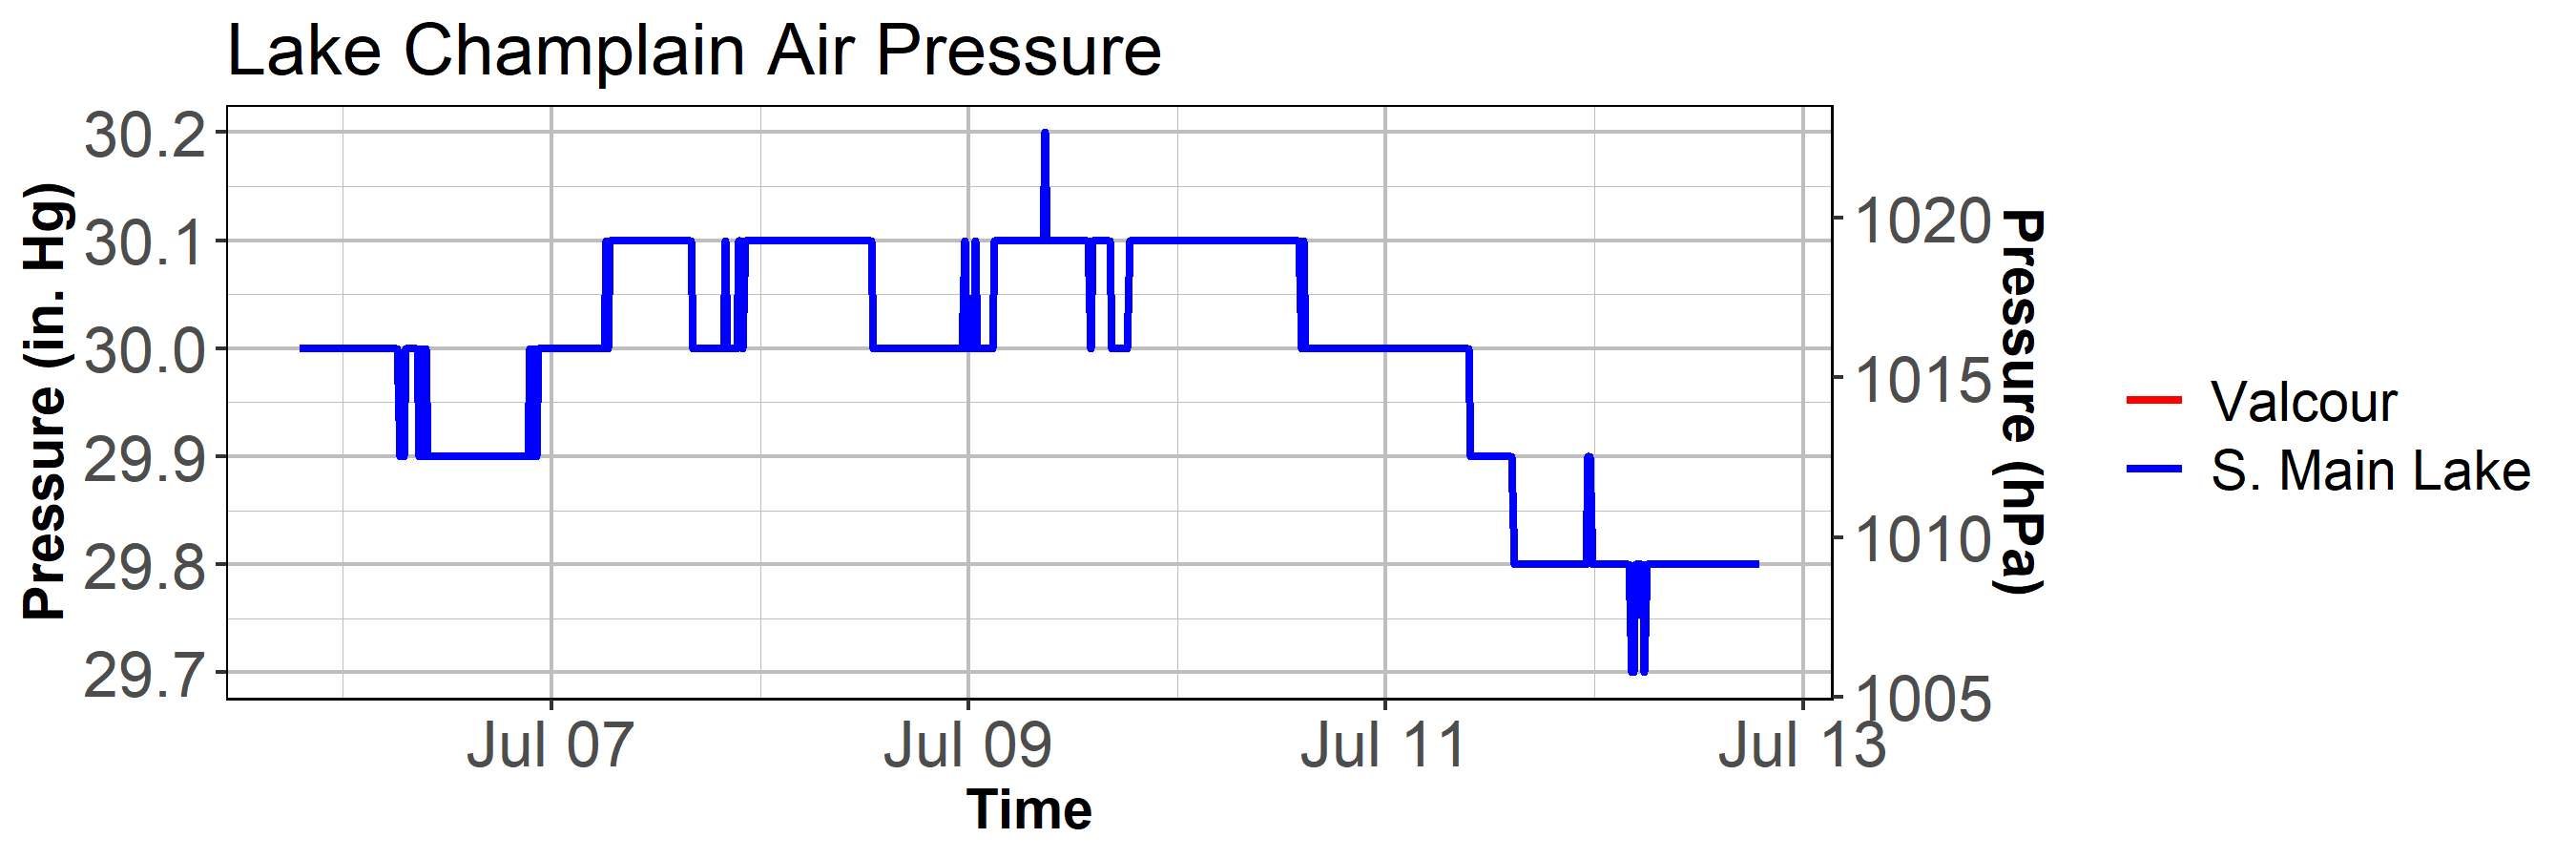 Lake Champlain Air Pressure
Pressure (in. Hg)
30.2
30.1
30.0
29.9
29.8
29.7
1020
1015
1010
1005
Pressure (hPa)
Jul 07 Jul 09 Jul 11 Jul 13
Time
Valcour
S. Main Lake